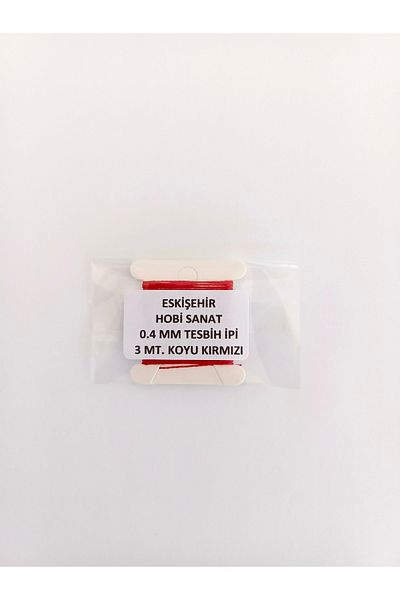 ESKİŞEHİR
HOBİ SANAT
0.4 MM TESBİH İPİ
3 MT. KOYU KIRMIZI